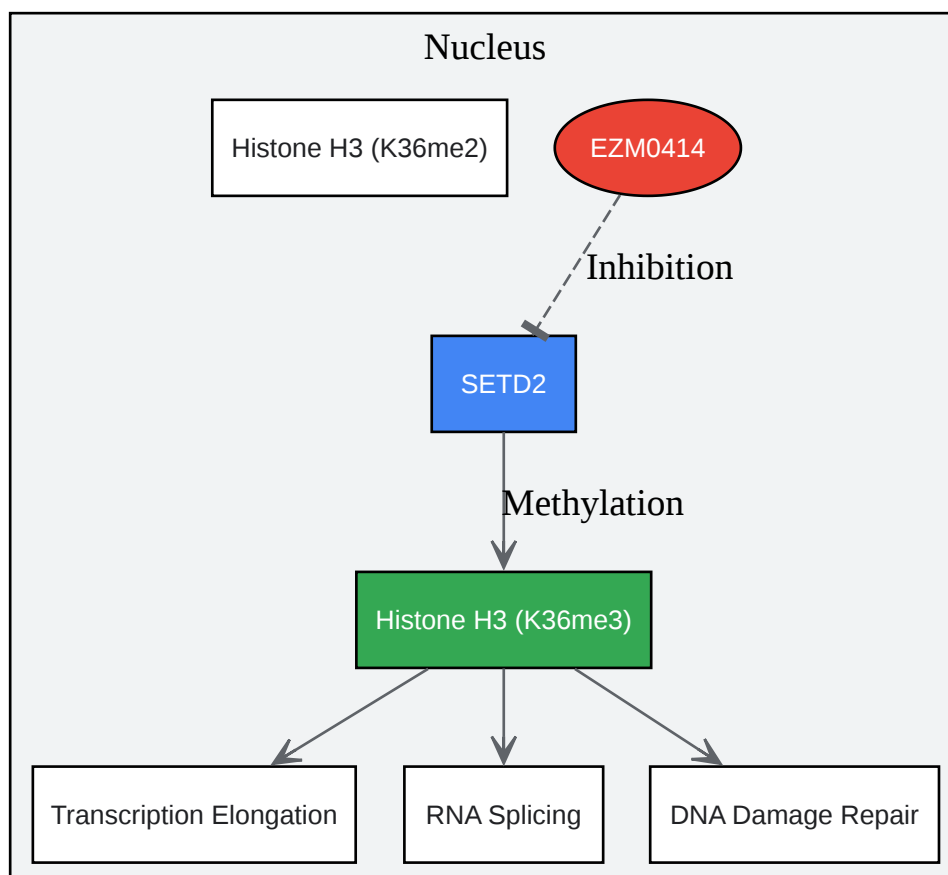 Nucleus
Histone H3 (K36me2)
EZM0414
Inhibition
SETD2
Methylation
Histone H3 (K36me3)
Transcription Elongation
RNA Splicing
DNA Damage Repair